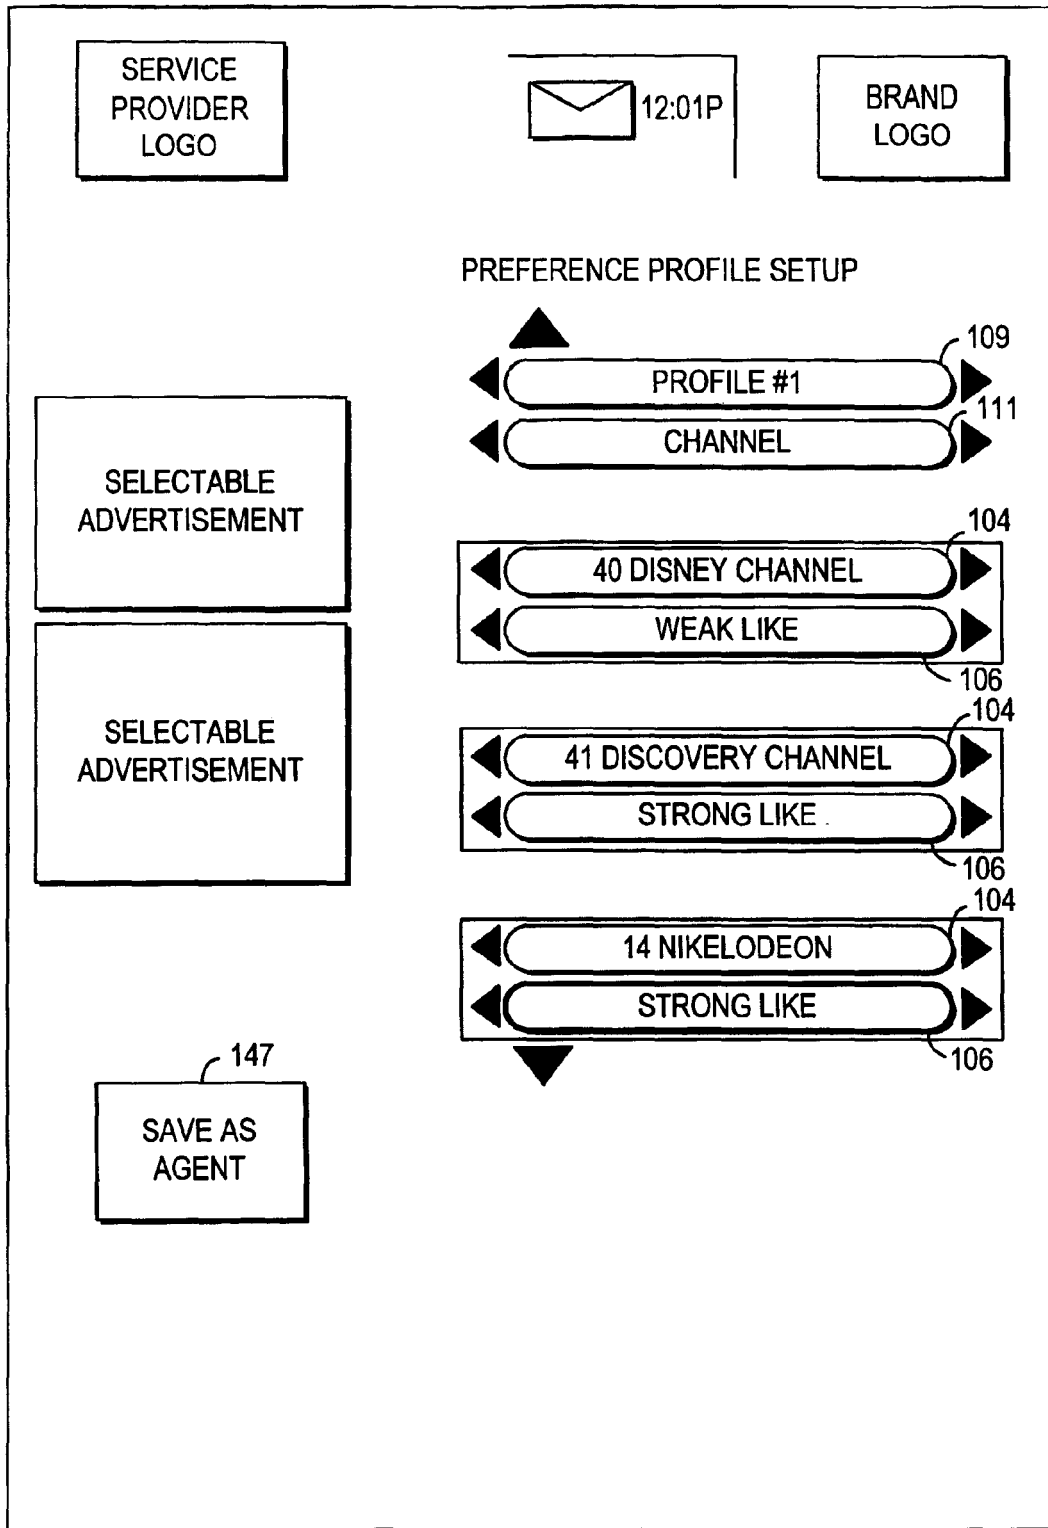 SERVICE
PROVIDER
LOGO
12:01P
BRAND
LOGO
PREFERENCE PROFILE SETUP
109
PROFILE #1
111
CHANNEL
SELECTABLE
ADVERTISEMENT
104
40 DISNEY CHANNEL
WEAK LIKE
106
SELECTABLE
ADVERTISEMENT
104
41 DISCOVERY CHANNEL
STRONG LIKE
106
104
14 NIKELODEON
STRONG LIKE
106
147
SAVE AS
AGENT